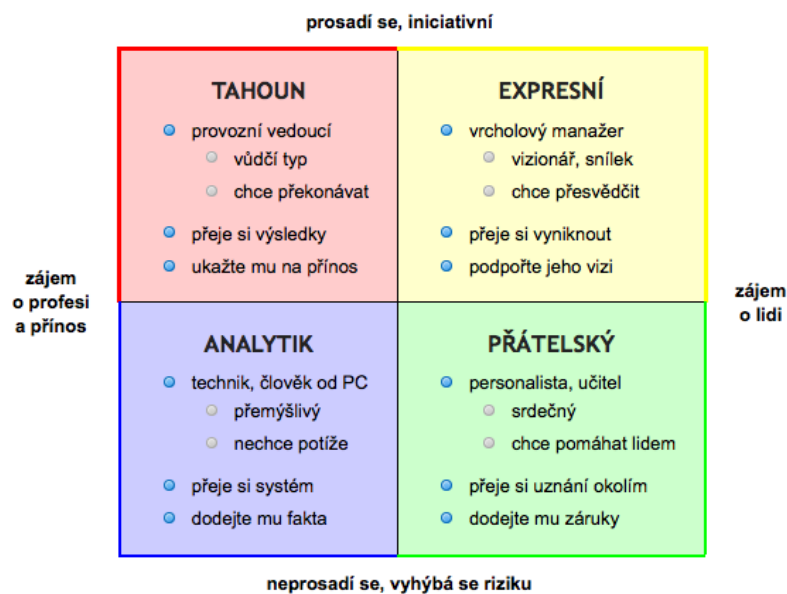 prosadí se, iniciativní
TAHOUN
provozní vedoucí
vůdčí typ
chce překonávat
přeje si výsledky
ukažte mu na přínos
EXPRESNÍ
vrcholový manažer
vizionář, snílek
chce přesvědčit
přeje si vyniknout
podpořte jeho vizi
zájem
o profesi
a přínos
zájem
o lidi
ANALYTIK
technik, člověk od PC
přemýšlivý
nechce potíže
přeje si systém
dodejte mu fakta
PŘÁTELSKÝ
personalista, učitel
srdečný
chce pomáhat lidem
přeje si uznání okolím
dodejte mu záruky
neprosadí se, vyhýbá se riziku